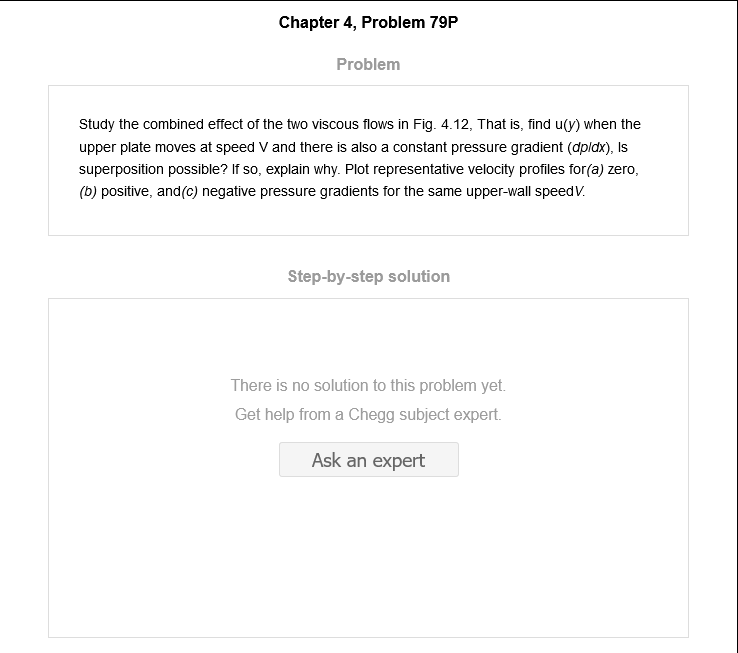 Chapter 4, Problem 79P
Problem
Study the combined effect of the two viscous flows in Fig. 4.12, That is, find u(y) when the
upper plate moves at speed V and there is also a constant pressure gradient (dpldx), Is
superposition possible? If so, explain why. Plot representative velocity profiles for(a) zero,
(b) positive, and(c) negative pressure gradients for the same upper-wall speedV.
Step-by-step solution
There is no solution to this problem yet.
Get help from a Chegg subject expert.
Ask an expert